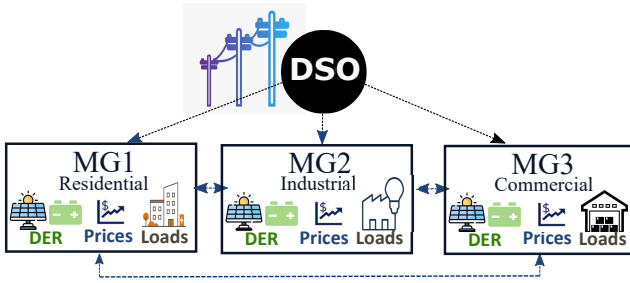 DSO
MG1
Residential
$
DER Prices Loads
MG2
Industrial
$
DER Prices Loads
MG3
Commercial
$
DER Prices Loads